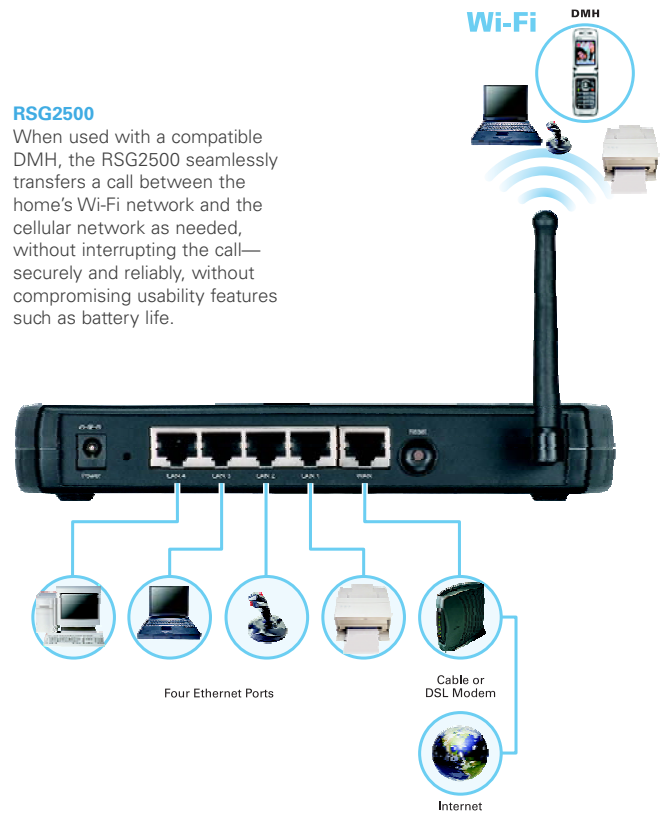 Wi-Fi
DMH
RSG2500
When used with a compatible
DMH, the RSG2500 seamlessly
transfers a call between the
home's Wi-Fi network and the
cellular network as needed,
without interrupting the call—
securely and reliably, without
compromising usability features
such as battery life.
Power
LAN 4
LAN 3
LAN 2
LAN 1
WAN
Reset
Four Ethernet Ports
Cable or
DSL Modem
Internet